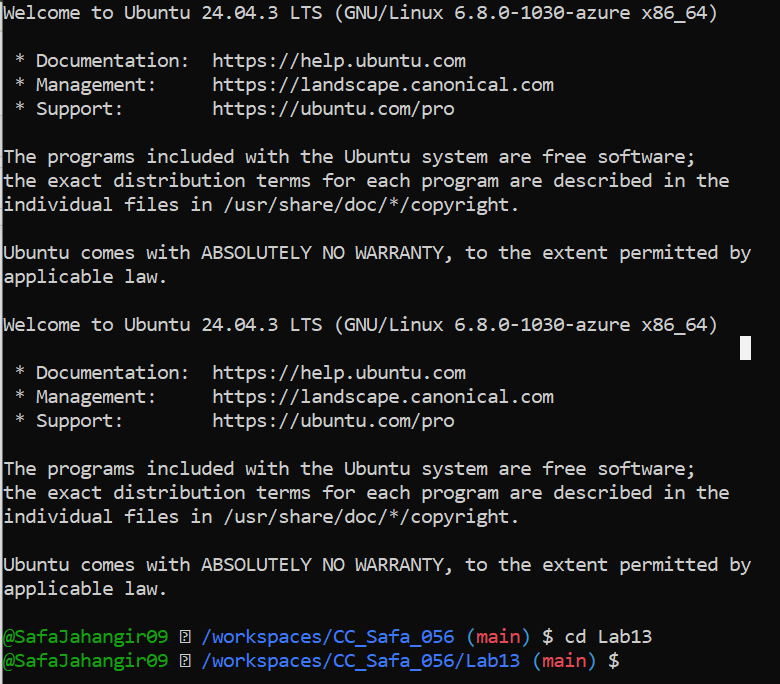 Welcome to Ubuntu 24.04.3 LTS (GNU/Linux 6.8.0-1030-azure x86_64)
* Documentation:  https://help.ubuntu.com
* Management:     https://landscape.canonical.com
* Support:        https://ubuntu.com/pro
The programs included with the Ubuntu system are free software;
the exact distribution terms for each program are described in the
individual files in /usr/share/doc/*/copyright.
Ubuntu comes with ABSOLUTELY NO WARRANTY, to the extent permitted by
applicable law.
Welcome to Ubuntu 24.04.3 LTS (GNU/Linux 6.8.0-1030-azure x86_64)
* Documentation:  https://help.ubuntu.com
* Management:     https://landscape.canonical.com
* Support:        https://ubuntu.com/pro
The programs included with the Ubuntu system are free software;
the exact distribution terms for each program are described in the
individual files in /usr/share/doc/*/copyright.
Ubuntu comes with ABSOLUTELY NO WARRANTY, to the extent permitted by
applicable law.
@SafaJahangir09 ⍰ /workspaces/CC_Safa_056 (main) $ cd Lab13
@SafaJahangir09 ⍰ /workspaces/CC_Safa_056/Lab13 (main) $